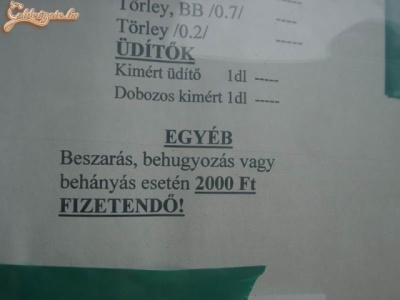 Törley, BB /0.7/
Törley /0.2/
ÜDÍTŐK
Kimért üdítő 1dl -----
Dobozos kimért 1dl -----
EGYÉB
Beszarás, behugyozás vagy
behányás esetén 2000 Ft
FIZETENDŐ!